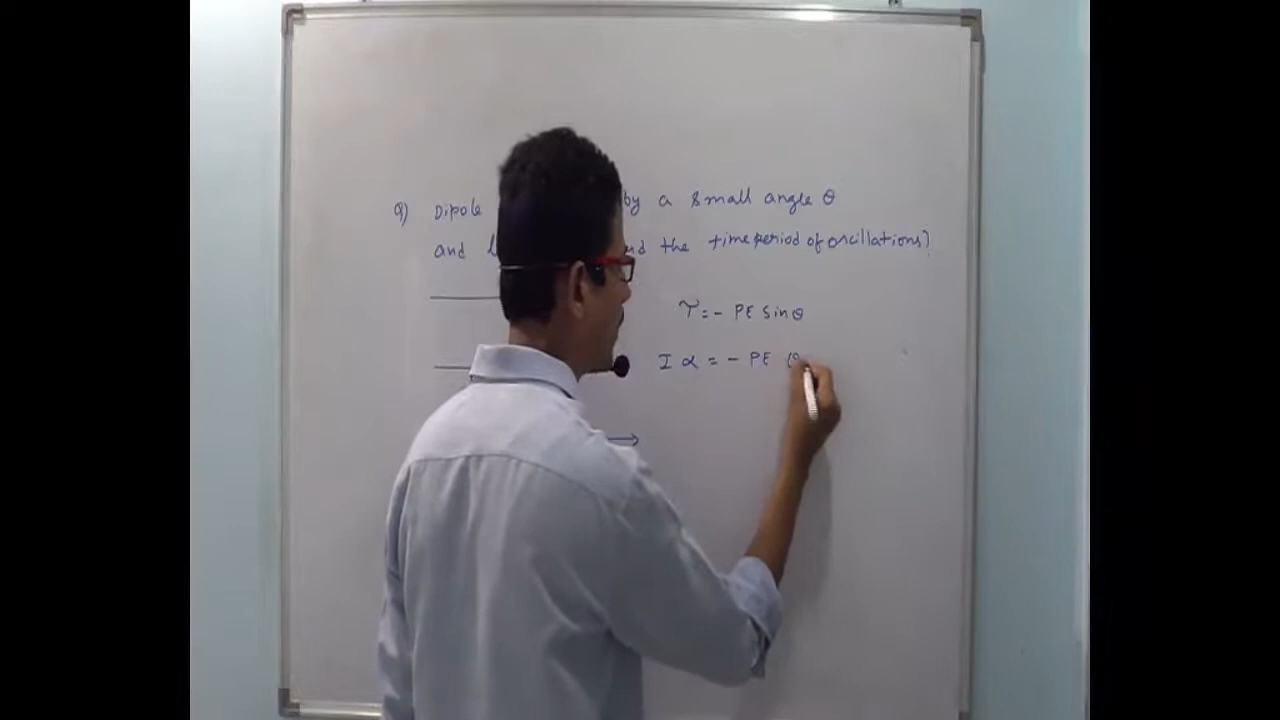 Q) Dipole by a small angle θ
and the time period of oscillations?
τ = - PE Sinθ
I α = - PE (θ